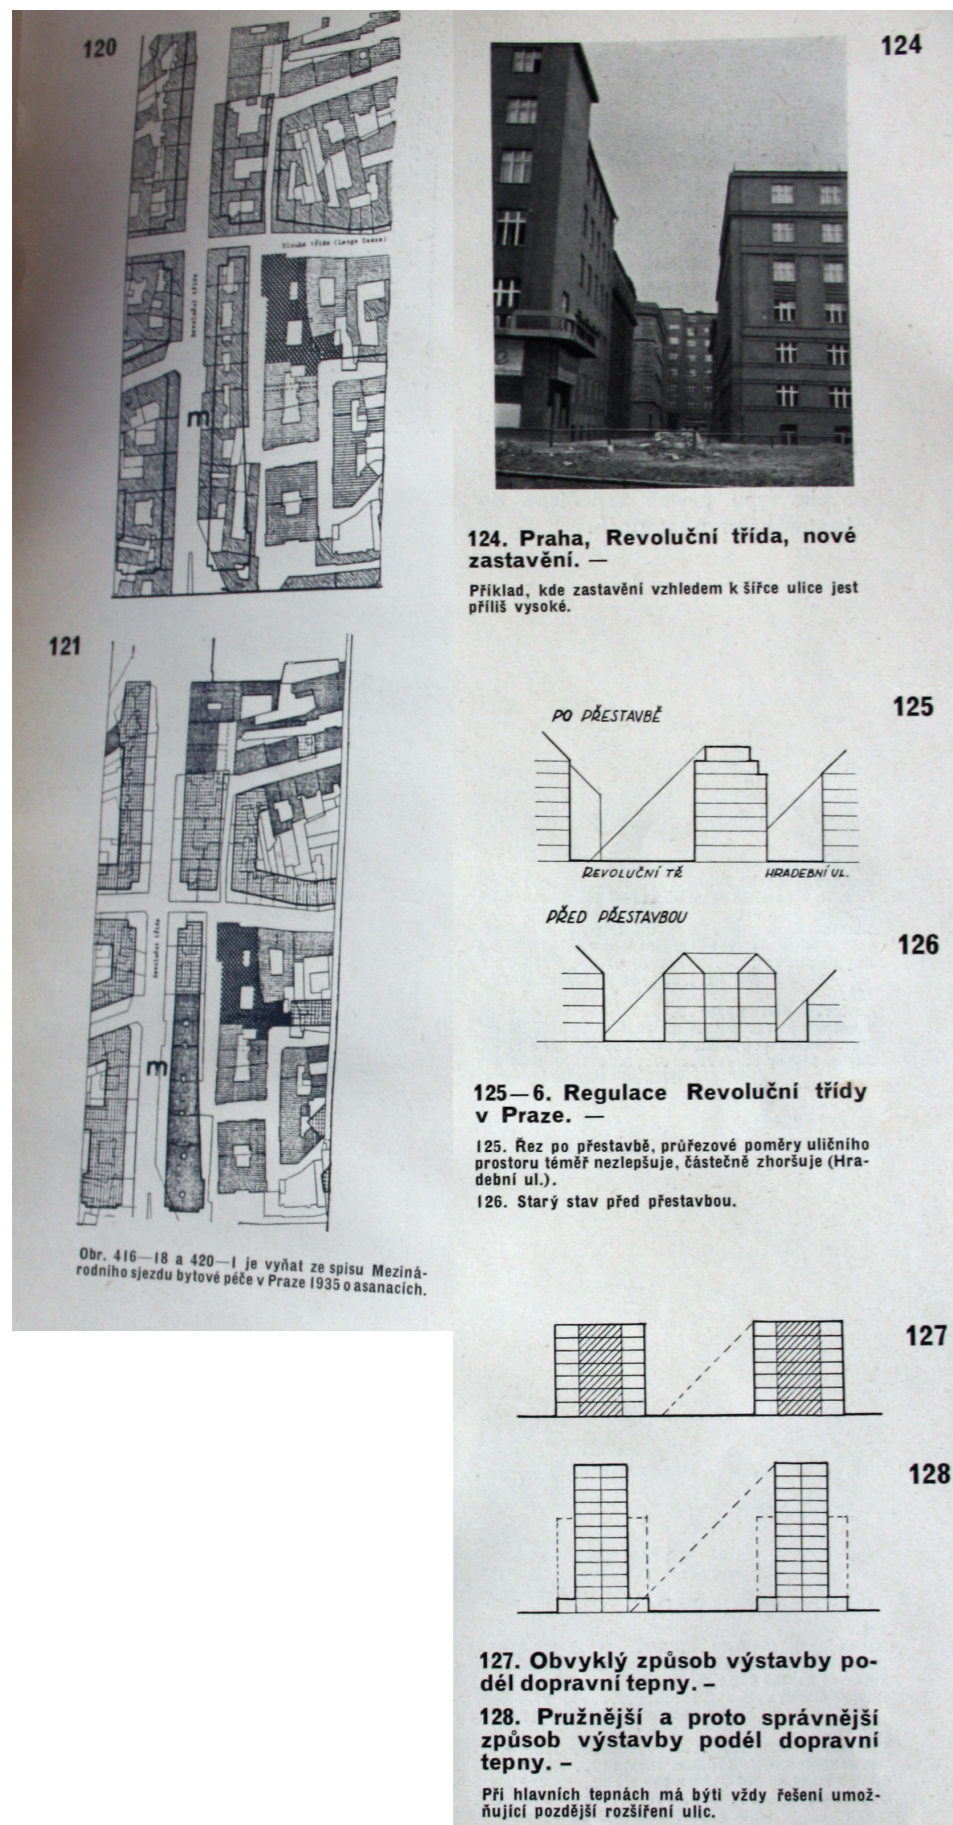 120
Dlouhá třída (Lange Gasse)
Revoluční třída
m
121
Revoluční třída
m
Obr. 416—18 a 420—1 je vyňat ze spisu Meziná-
rodního sjezdu bytové péče v Praze 1935 o asanacích.
124
124. Praha, Revoluční třída, nové
zastavění. —
Příklad, kde zastavění vzhledem k šířce ulice jest
příliš vysoké.
125
PO PŘESTAVBĚ
REVOLUČNÍ TŘ
HRADEBNÍ UL.
PŘED PŘESTAVBOU
126
125—6. Regulace Revoluční třídy
v Praze. —
125. Řez po přestavbě, průřezové poměry uličního
prostoru téměř nezlepšuje, částečně zhoršuje (Hra-
dební ul.).
126. Starý stav před přestavbou.
127
128
127. Obvyklý způsob výstavby po-
dél dopravní tepny. –
128. Pružnější a proto správnější
způsob výstavby podél dopravní
tepny. –
Při hlavních tepnách má býti vždy řešení umož-
ňující pozdější rozšíření ulic.